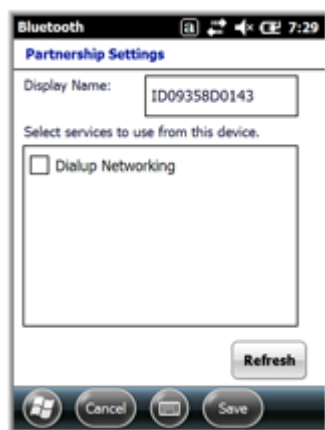 Bluetooth a 7:29
Partnership Settings
Display Name:
ID09358D0143
Select services to use from this device.
Dialup Networking
Refresh
Cancel Save